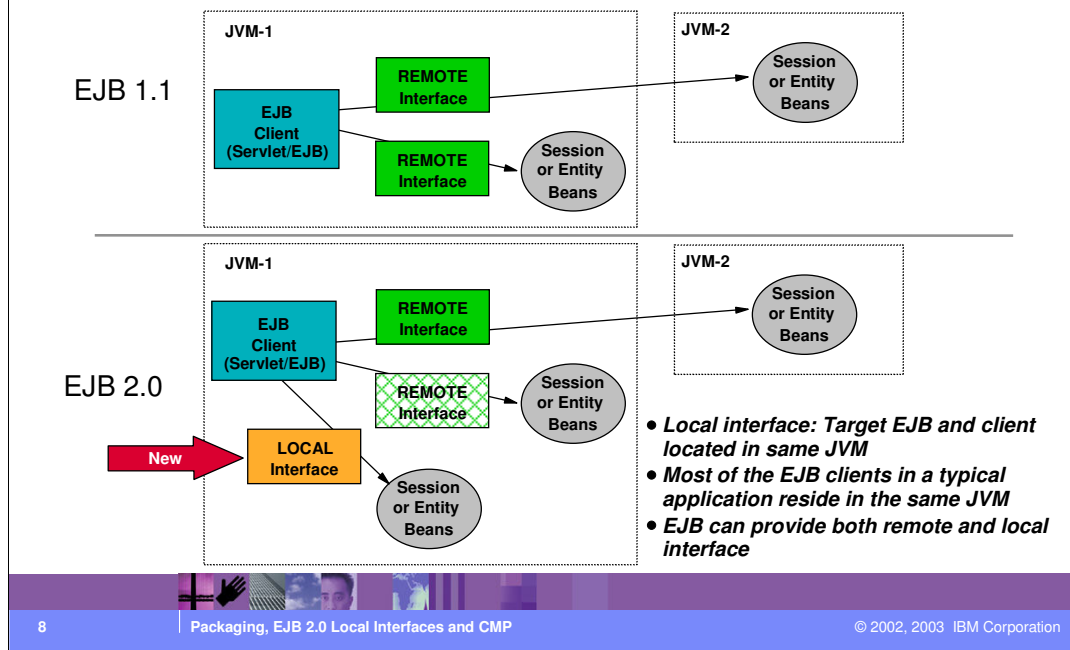 EJB 1.1
JVM-1
EJB
Client
(Servlet/EJB)
REMOTE
Interface
REMOTE
Interface
Session
or Entity
Beans
JVM-2
Session
or Entity
Beans
EJB 2.0
JVM-1
EJB
Client
(Servlet/EJB)
REMOTE
Interface
REMOTE
Interface
Session
or Entity
Beans
New
LOCAL
Interface
Session
or Entity
Beans
JVM-2
Session
or Entity
Beans
• Local interface: Target EJB and client
located in same JVM
• Most of the EJB clients in a typical
application reside in the same JVM
• EJB can provide both remote and local
interface
8
Packaging, EJB 2.0 Local Interfaces and CMP
© 2002, 2003 IBM Corporation